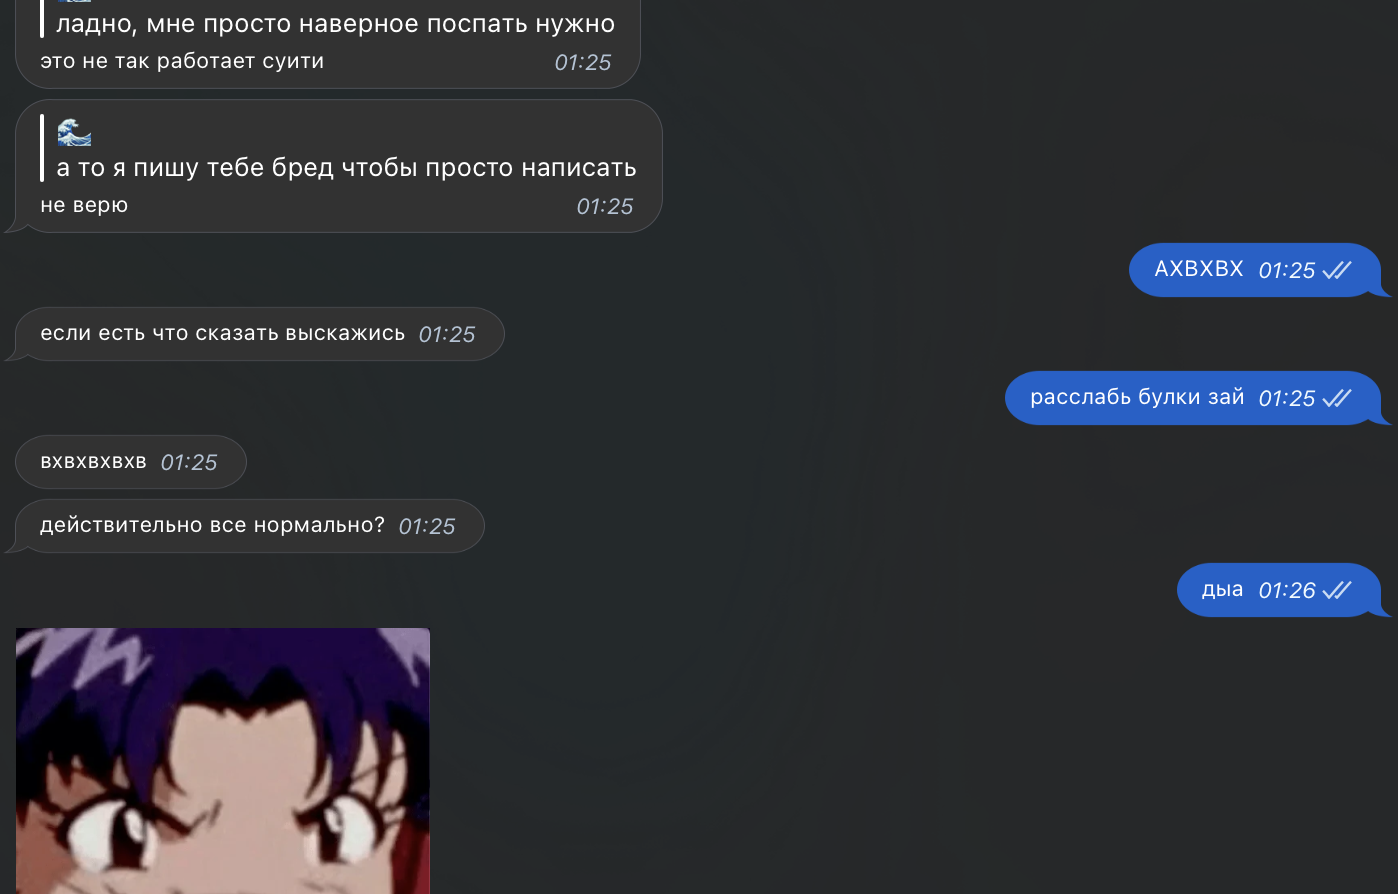 ладно, мне просто наверное поспать нужно
это не так работает суити 01:25
🌊
а то я пишу тебе бред чтобы просто написать
не верю 01:25
АХВХВХ 01:25
если есть что сказать выскажись 01:25
расслабь булки зай 01:25
вхвхвхвхв 01:25
действительно все нормально? 01:25
дыа 01:26